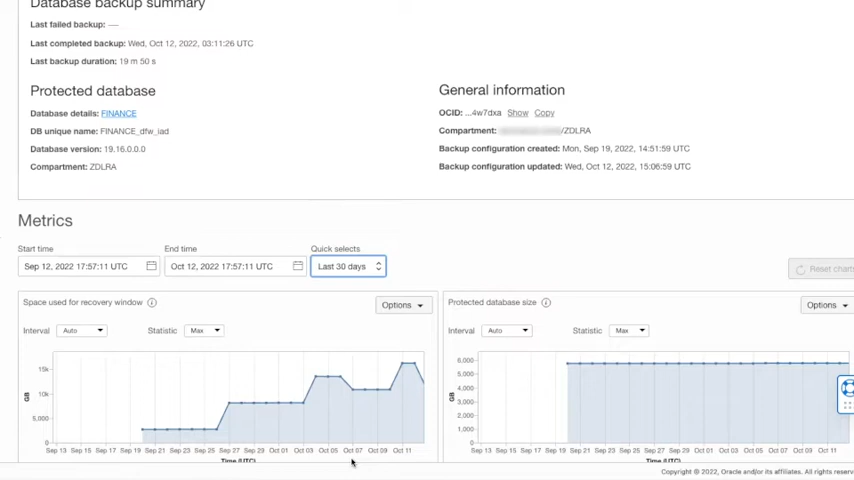 Database backup summary
Last failed backup: —
Last completed backup: Wed, Oct 12, 2022, 03:11:26 UTC
Last backup duration: 19 m 50 s
Protected database
Database details: FINANCE
DB unique name: FINANCE_dfw_iad
Database version: 19.16.0.0.0
Compartment: ZDLRA
General information
OCID: ...4w7dxa Show Copy
Compartment: /ZDLRA
Backup configuration created: Mon, Sep 19, 2022, 14:51:59 UTC
Backup configuration updated: Wed, Oct 12, 2022, 15:06:59 UTC
Metrics
Start time End time Quick selects
Sep 12, 2022 17:57:11 UTC Oct 12, 2022 17:57:11 UTC Last 30 days
Reset charts
Space used for recovery window
Options
Interval Auto Statistic Max
15k
10k
5,000
0
GB
Sep 13 Sep 15 Sep 17 Sep 19 Sep 21 Sep 23 Sep 25 Sep 27 Sep 29 Oct 01 Oct 03 Oct 05 Oct 07 Oct 09 Oct 11
Time (UTC)
Protected database size
Options
Interval Auto Statistic Max
6,000
5,000
4,000
3,000
2,000
1,000
0
GB
Sep 13 Sep 15 Sep 17 Sep 19 Sep 21 Sep 23 Sep 25 Sep 27 Sep 29 Oct 01 Oct 03 Oct 05 Oct 07 Oct 09 Oct 11
Time (UTC)
Copyright © 2022, Oracle and/or its affiliates. All rights